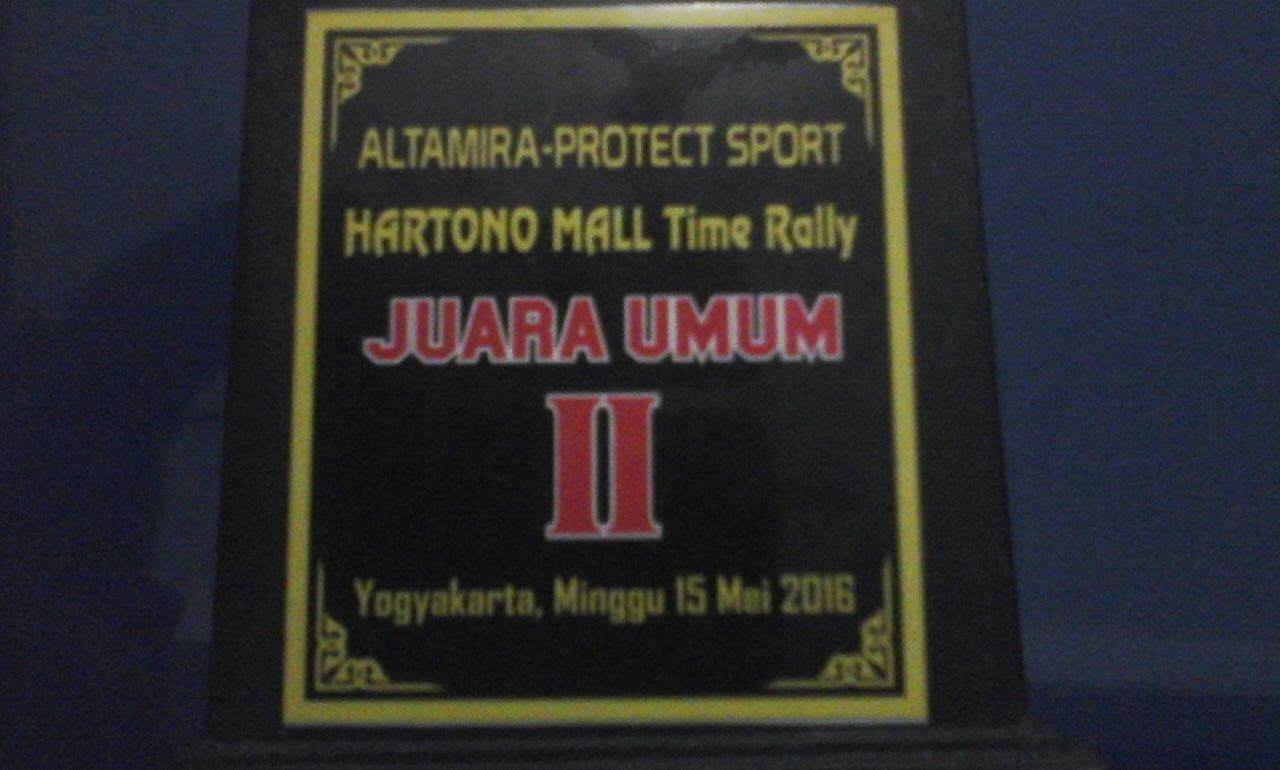 ALTAMIRA-PROTECT SPORT
HARTONO MALL Time Rally
JUARA UMUM
II
Yogyakarta, Minggu 15 Mei 2016